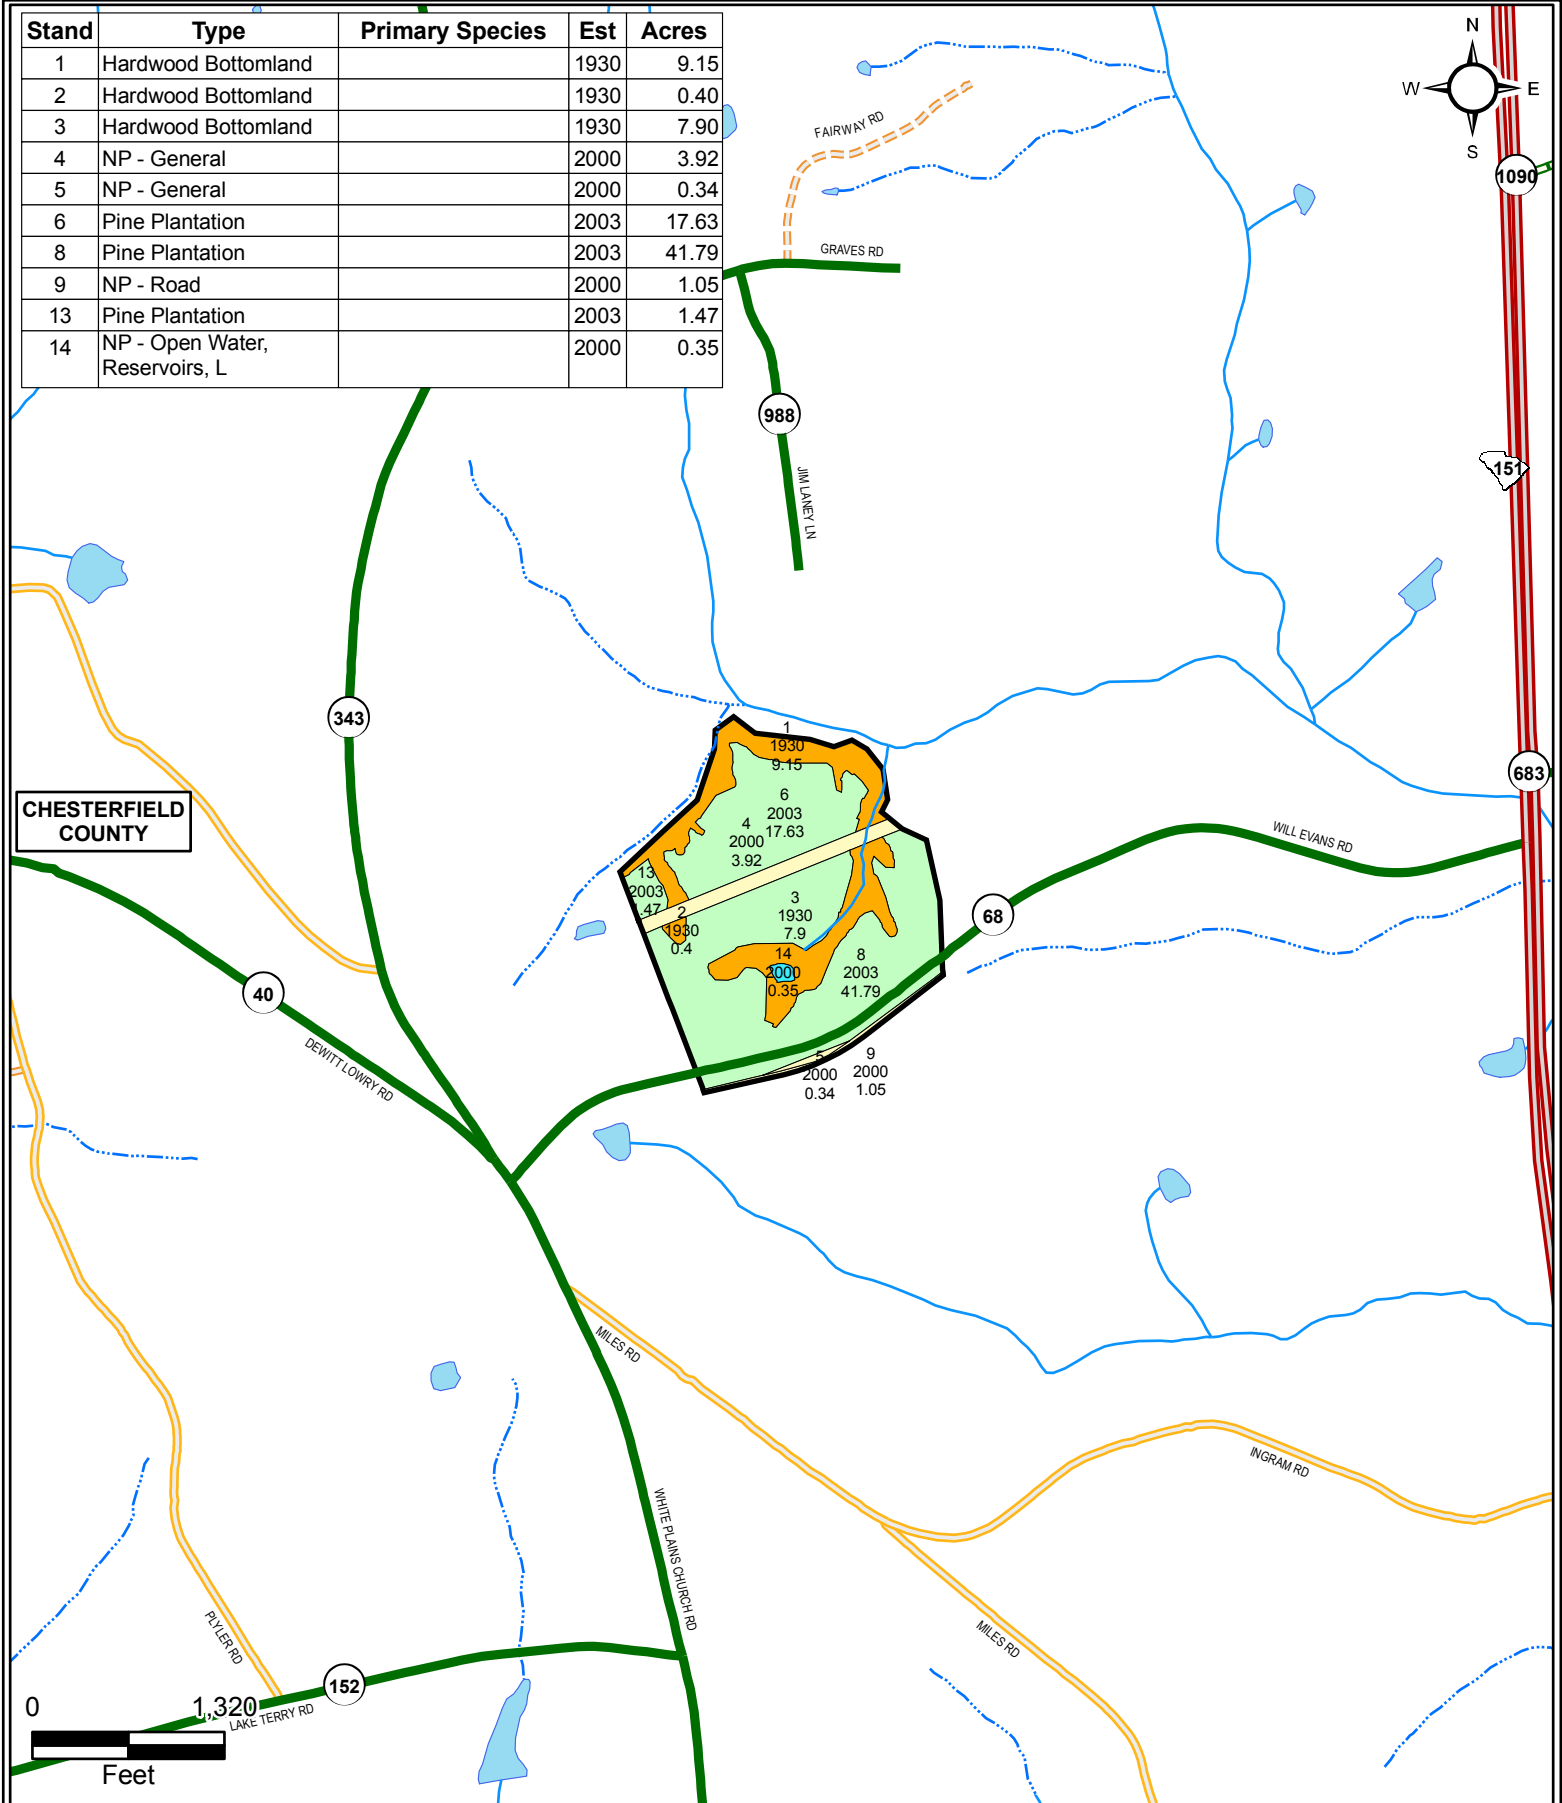 Stand Type Primary Species Est Acres
1 Hardwood Bottomland 1930 9.15
2 Hardwood Bottomland 1930 0.40
3 Hardwood Bottomland 1930 7.90
4 NP - General 2000 3.92
5 NP - General 2000 0.34
6 Pine Plantation 2003 17.63
8 Pine Plantation 2003 41.79
9 NP - Road 2000 1.05
13 Pine Plantation 2003 1.47
14 NP - Open Water, 2000 0.35
Reservoirs, L
N
W E
S
FAIRWAY RD
1090
GRAVES RD
988
JIM LANEY LN
151
343
683
CHESTERFIELD
COUNTY
WILL EVANS RD
1
1930
9.15
6
2003
17.63
4
2000
3.92
13
2003
.47
2
1930
0.4
3
1930
7.9
14
2000
0.35
8
2003
41.79
5
2000
0.34
9
2000
1.05
68
40
DEWITT LOWRY RD
MILES RD
INGRAM RD
WHITE PLAINS CHURCH RD
MILES RD
PLYLER RD
152
LAKE TERRY RD
0 1,320
Feet